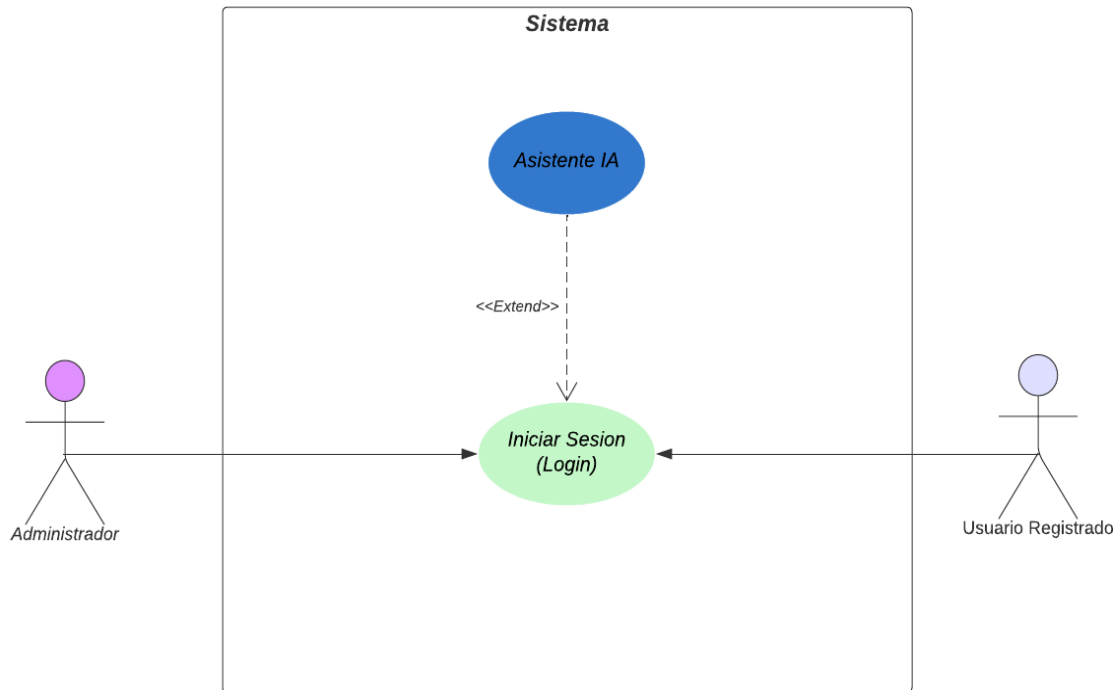 Sistema
Asistente IA
<<Extend>>
Iniciar Sesion
(Login)
Administrador
Usuario Registrado